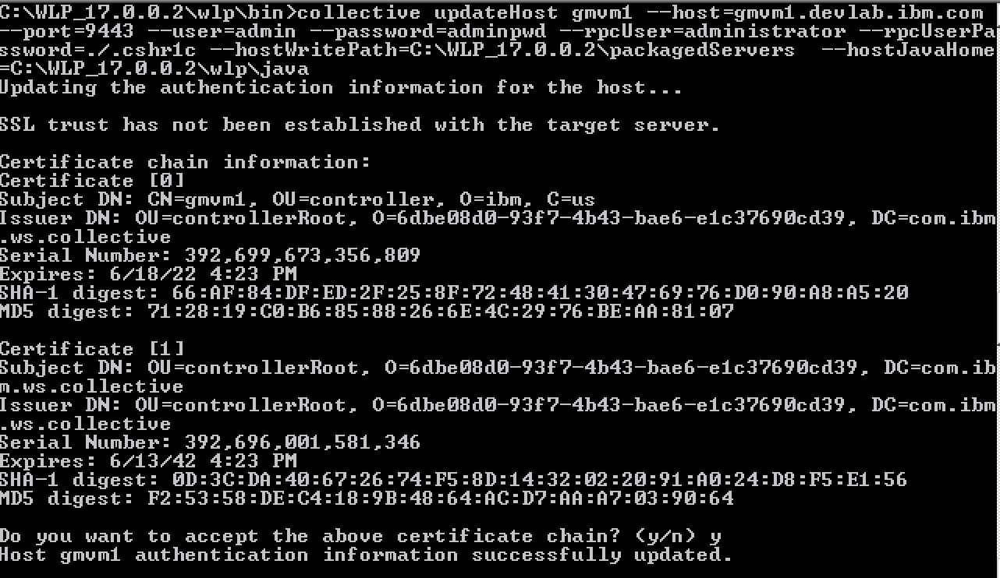 C:\WLP_17.0.0.2\wlp\bin>collective updateHost gmvm1 --host=gmvm1.devlab.ibm.com
--port=9443 --user=admin --password=adminpwd --rpcUser=administrator --rpcUserPa
ssword=./.cshr1c --hostWritePath=C:\WLP_17.0.0.2\packagedServers  --hostJavaHome
=C:\WLP_17.0.0.2\wlp\java
Updating the authentication information for the host...
SSL trust has not been established with the target server.
Certificate chain information:
Certificate [0]
Subject DN: CN=gmvm1, OU=controller, O=ibm, C=us
Issuer DN: OU=controllerRoot, O=6dbe08d0-93f7-4b43-bae6-e1c37690cd39, DC=com.ibm
.ws.collective
Serial Number: 392,699,673,356,809
Expires: 6/18/22 4:23 PM
SHA-1 digest: 66:AF:84:DF:ED:2F:25:8F:72:48:41:30:47:69:76:D0:90:A8:A5:20
MD5 digest: 71:28:19:C0:B6:85:88:26:6E:4C:29:76:BE:AA:81:07
Certificate [1]
Subject DN: OU=controllerRoot, O=6dbe08d0-93f7-4b43-bae6-e1c37690cd39, DC=com.ib
m.ws.collective
Issuer DN: OU=controllerRoot, O=6dbe08d0-93f7-4b43-bae6-e1c37690cd39, DC=com.ibm
.ws.collective
Serial Number: 392,696,001,581,346
Expires: 6/13/42 4:23 PM
SHA-1 digest: 0D:3C:DA:40:67:26:74:F5:8D:14:32:02:20:91:A0:24:D8:F5:E1:56
MD5 digest: F2:53:58:DE:C4:18:9B:48:64:AC:D7:AA:A7:03:90:64
Do you want to accept the above certificate chain? (y/n) y
Host gmvm1 authentication information successfully updated.